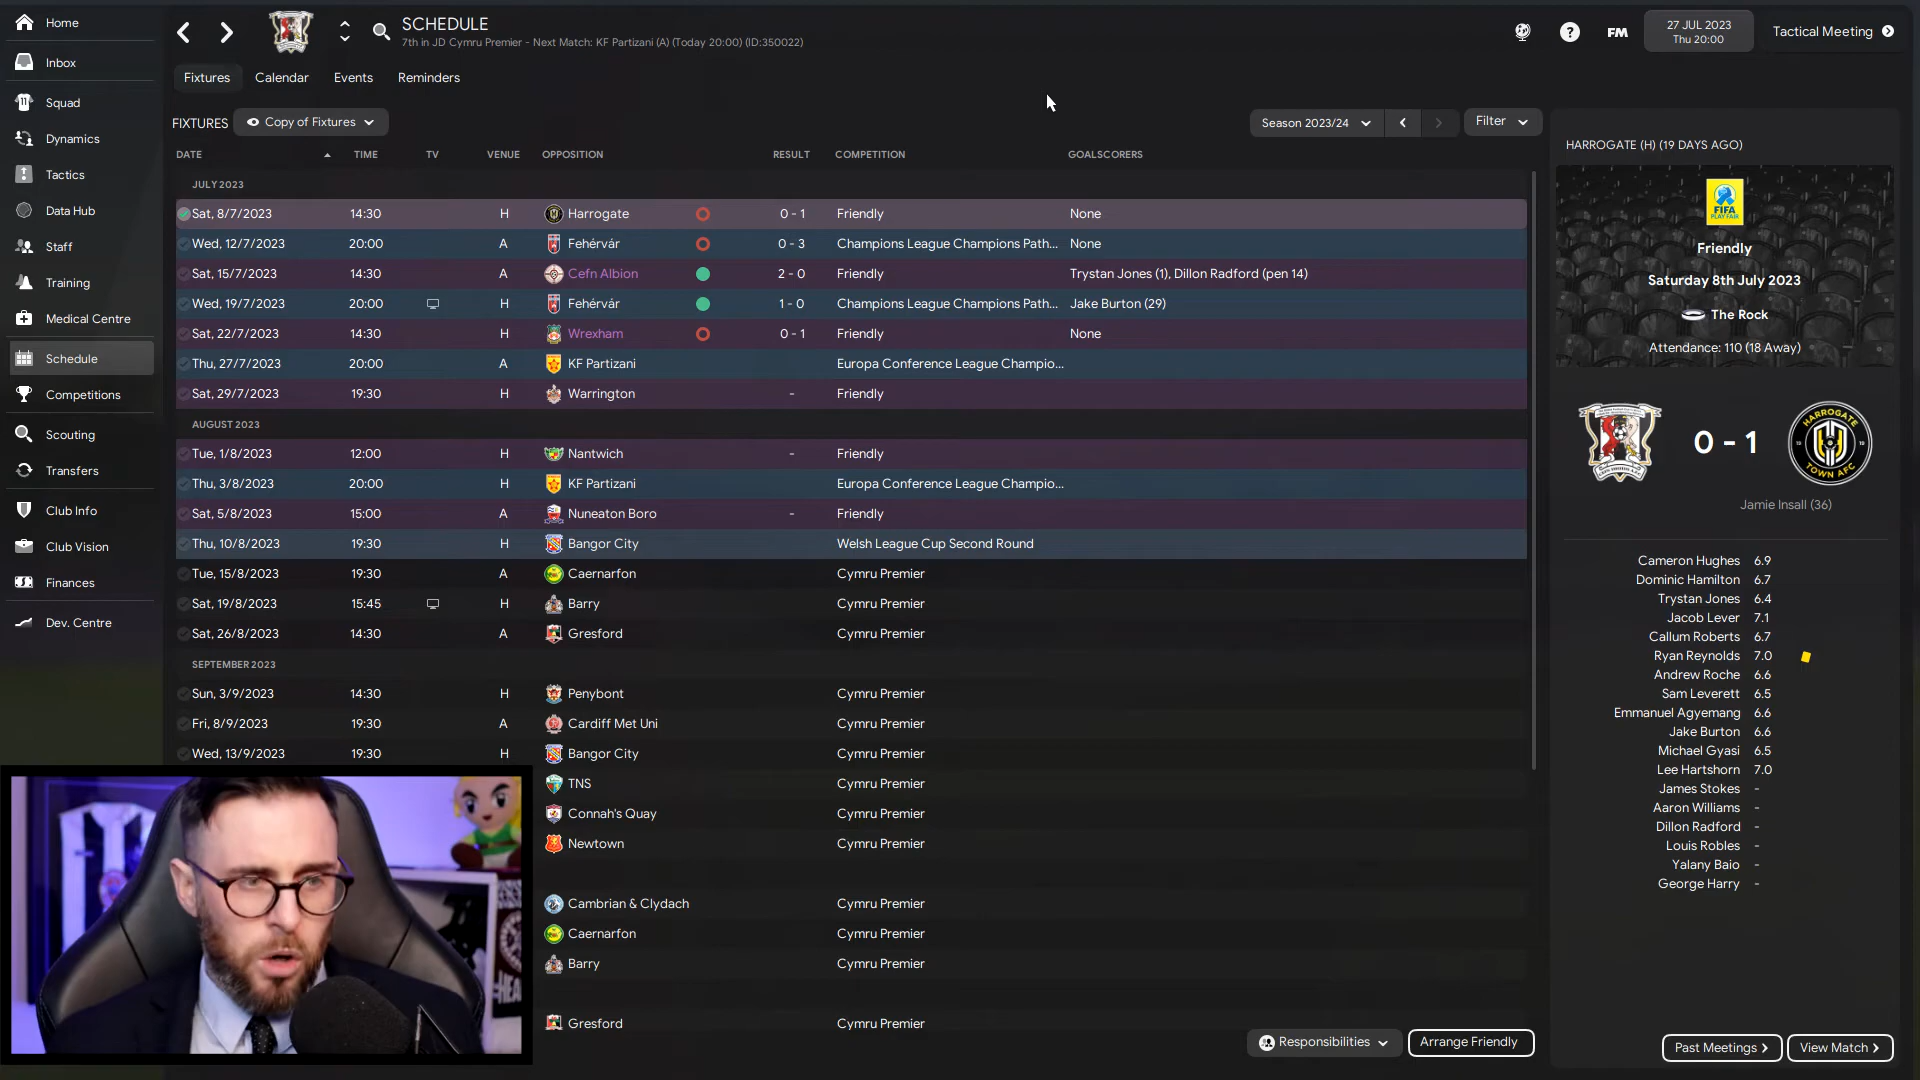 Home
Inbox
Squad
Dynamics
Tactics
Data Hub
Staff
Training
Medical Centre
Schedule
Competitions
Scouting
Transfers
Club Info
Club Vision
Finances
Dev. Centre
SCHEDULE
7th in JD Cymru Premier - Next Match: KF Partizani (A) (Today 20:00) (ID:350022)
FM
27 JUL 2023
Thu 20:00
Tactical Meeting
Fixtures Calendar Events Reminders
FIXTURES Copy of Fixtures Season 2023/24 Filter
DATE TIME TV VENUE OPPOSITION RESULT COMPETITION GOALSCORERS
JULY 2023
Sat, 8/7/2023 14:30 H Harrogate 0 - 1 Friendly None
Wed, 12/7/2023 20:00 A Fehérvár 0 - 3 Champions League Champions Path... None
Sat, 15/7/2023 14:30 A Cefn Albion 2 - 0 Friendly Trystan Jones (1), Dillon Radford (pen 14)
Wed, 19/7/2023 20:00 H Fehérvár 1 - 0 Champions League Champions Path... Jake Burton (29)
Sat, 22/7/2023 14:30 H Wrexham 0 - 1 Friendly None
Thu, 27/7/2023 20:00 A KF Partizani Europa Conference League Champio...
Sat, 29/7/2023 19:30 H Warrington - Friendly
AUGUST 2023
Tue, 1/8/2023 12:00 H Nantwich - Friendly
Thu, 3/8/2023 20:00 H KF Partizani Europa Conference League Champio...
Sat, 5/8/2023 15:00 A Nuneaton Boro - Friendly
Thu, 10/8/2023 19:30 H Bangor City Welsh League Cup Second Round
Tue, 15/8/2023 19:30 A Caernarfon Cymru Premier
Sat, 19/8/2023 15:45 H Barry Cymru Premier
Sat, 26/8/2023 14:30 A Gresford Cymru Premier
SEPTEMBER 2023
Sun, 3/9/2023 14:30 H Penybont Cymru Premier
Fri, 8/9/2023 19:30 A Cardiff Met Uni Cymru Premier
Wed, 13/9/2023 19:30 H Bangor City Cymru Premier
TNS Cymru Premier
Connah's Quay Cymru Premier
Newtown Cymru Premier
Cambrian & Clydach Cymru Premier
Caernarfon Cymru Premier
Barry Cymru Premier
Gresford Cymru Premier
Responsibilities Arrange Friendly
HARROGATE (H) (19 DAYS AGO)
FIFA
PLAY FAIR
Friendly
Saturday 8th July 2023
The Rock
Attendance: 110 (18 Away)
0 - 1
HARROGATE
TOWN AFC
Jamie Insall (36)
Cameron Hughes 6.9
Dominic Hamilton 6.7
Trystan Jones 6.4
Jacob Lever 7.1
Callum Roberts 6.7
Ryan Reynolds 7.0
Andrew Roche 6.6
Sam Leverett 6.5
Emmanuel Agyemang 6.6
Jake Burton 6.6
Michael Gyasi 6.5
Lee Hartshorn 7.0
James Stokes -
Aaron Williams -
Dillon Radford -
Louis Robles -
Yalany Baio -
George Harry -
Past Meetings View Match